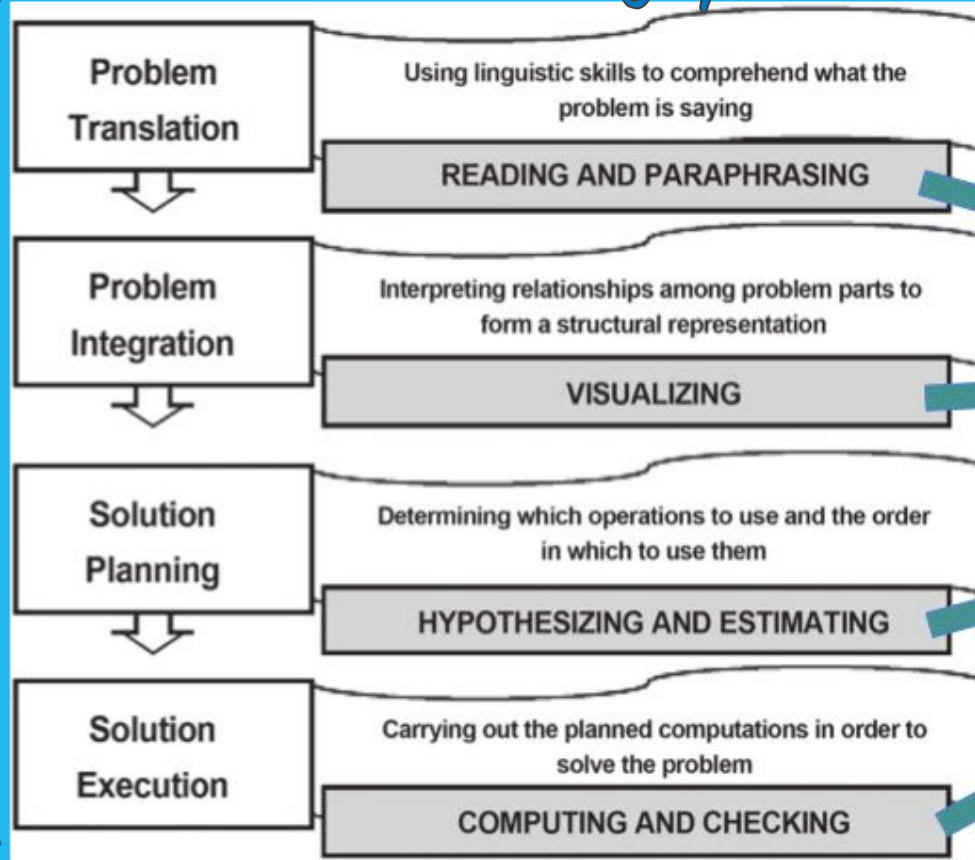 Problem
Translation
Using linguistic skills to comprehend what the
problem is saying
READING AND PARAPHRASING
Problem
Integration
Interpreting relationships among problem parts to
form a structural representation
VISUALIZING
Solution
Planning
Determining which operations to use and the order
in which to use them
HYPOTHESIZING AND ESTIMATING
Solution
Execution
Carrying out the planned computations in order to
solve the problem
COMPUTING AND CHECKING